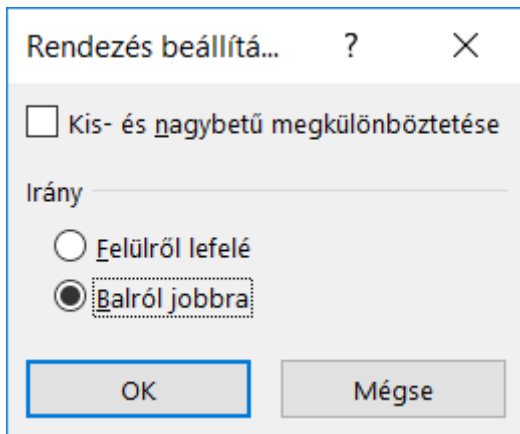 Rendezés beállítá... ?
Kis- és nagybetű megkülönböztetése
Irány
Felülről lefelé
Balról jobbra
OK Mégse